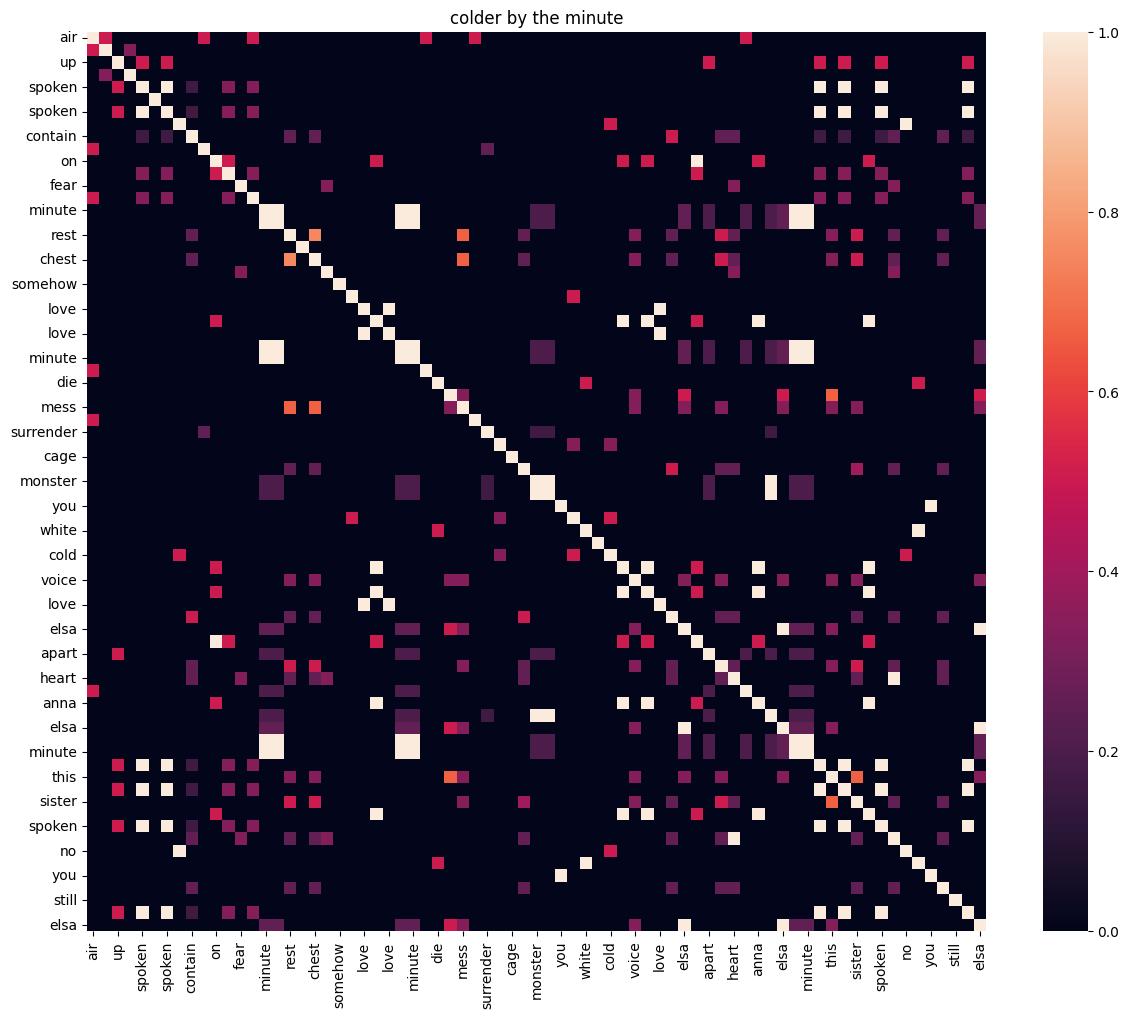 colder by the minute
air
up
spoken
spoken
contain
on
fear
minute
rest
chest
somehow
love
love
minute
die
mess
surrender
cage
monster
you
white
cold
voice
love
elsa
apart
heart
anna
elsa
minute
this
sister
spoken
no
you
still
elsa
1.0
0.8
0.6
0.4
0.2
0.0
air
up
spoken
spoken
contain
on
fear
minute
rest
chest
somehow
love
love
minute
die
mess
surrender
cage
monster
you
white
cold
voice
love
elsa
apart
heart
anna
elsa
minute
this
sister
spoken
no
you
still
elsa